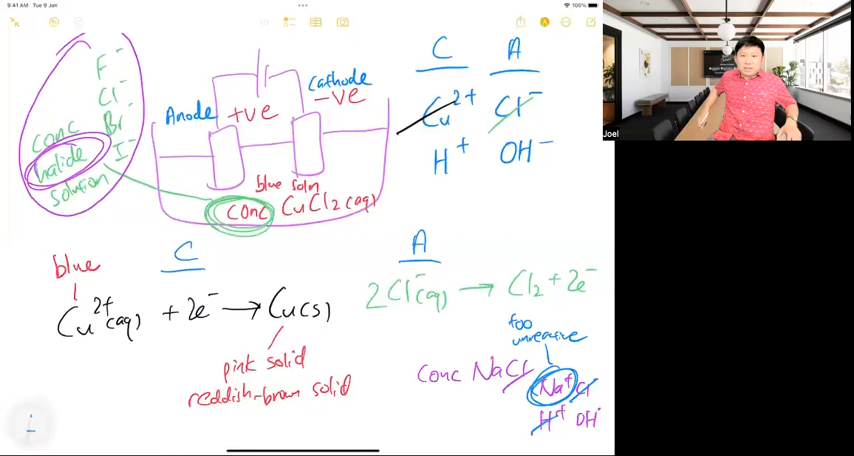 9:41 AM Tue 9 Jan
100%
F⁻
Cl⁻
Br⁻
I⁻
conc
halide
solution
Anode
+ve
Cathode
-ve
blue soln
conc CuCl₂(aq)
C A
Cu²⁺ Cl⁻
H⁺ OH⁻
blue
C
Cu²⁺(aq) + 2e⁻ → Cu(s)
pink solid
reddish-brown solid
A
2Cl⁻(aq) → Cl₂ + 2e⁻
too
unreactive
conc NaCl
Na⁺ Cl⁻
H⁺ OH⁻
Joel